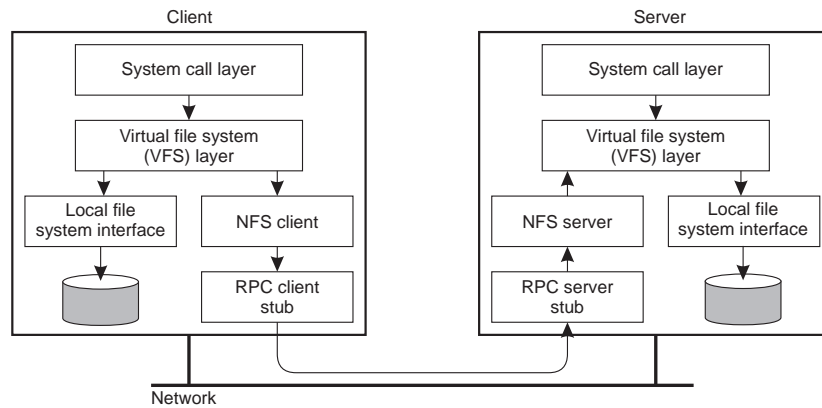 Client
Server
System call layer
Virtual file system
(VFS) layer
Local file
system interface
NFS client
RPC client
stub
System call layer
Virtual file system
(VFS) layer
NFS server
Local file
system interface
RPC server
stub
Network